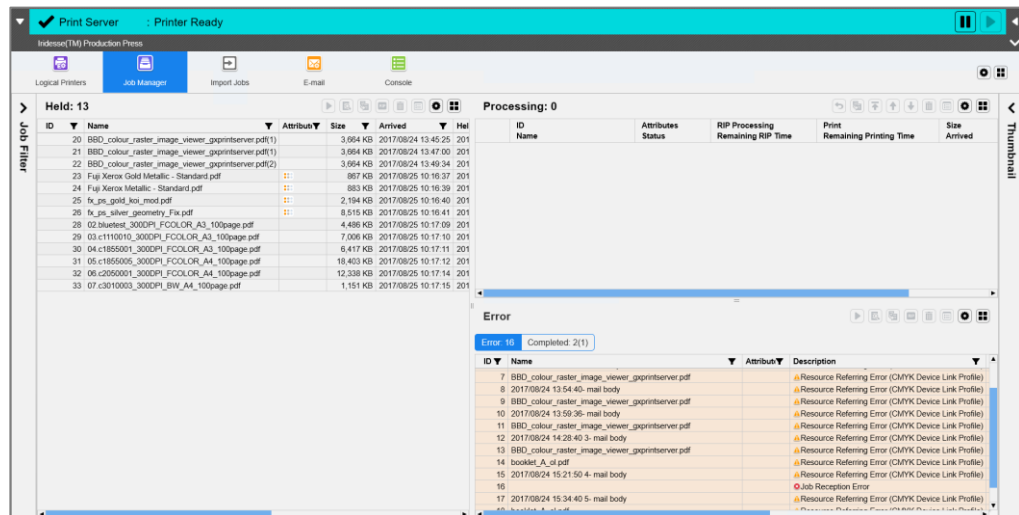 Print Server : Printer Ready
Iridesse(TM) Production Press
Logical Printers Job Manager Import Jobs E-mail Console
Job Filter
Held: 13
ID Name Attributi Size Arrived Hel
20 BBD_colour_raster_image_viewer_gxprintserver.pdf(1) 3,664 KB 2017/08/24 13:45:25 201
21 BBD_colour_raster_image_viewer_gxprintserver.pdf(1) 3,664 KB 2017/08/24 13:47:00 201
22 BBD_colour_raster_image_viewer_gxprintserver.pdf(2) 3,664 KB 2017/08/24 13:49:34 201
23 Fuji Xerox Gold Metallic - Standard.pdf 867 KB 2017/08/25 10:16:37 201
24 Fuji Xerox Metallic - Standard.pdf 883 KB 2017/08/25 10:16:39 201
25 fx_ps_gold_koi_mod.pdf 2,194 KB 2017/08/25 10:16:40 201
26 fx_ps_silver_geometry_Fix.pdf 8,515 KB 2017/08/25 10:16:41 201
28 02.bluetest_300DPI_FCOLOR_A3_100page.pdf 4,486 KB 2017/08/25 10:17:09 201
29 03.c1110010_300DPI_FCOLOR_A3_100page.pdf 7,006 KB 2017/08/25 10:17:10 201
30 04.c1855001_300DPI_FCOLOR_A3_100page.pdf 6,417 KB 2017/08/25 10:17:11 201
31 05.c1855005_300DPI_FCOLOR_A4_100page.pdf 18,403 KB 2017/08/25 10:17:12 201
32 06.c2050001_300DPI_FCOLOR_A4_100page.pdf 12,338 KB 2017/08/25 10:17:14 201
33 07.c3010003_300DPI_BW_A4_100page.pdf 1,151 KB 2017/08/25 10:17:15 201
Processing: 0
ID Attributes RIP Processing Print Size
Name Status Remaining RIP Time Remaining Printing Time Arrived
Thumbnail
Error
Error: 16 Completed: 2(1)
ID Name Attributi Description
7 BBD_colour_raster_image_viewer_gxprintserver.pdf Resource Referring Error (CMYK Device Link Profile)
8 2017/08/24 13:54:40- mail body Resource Referring Error (CMYK Device Link Profile)
9 BBD_colour_raster_image_viewer_gxprintserver.pdf Resource Referring Error (CMYK Device Link Profile)
10 2017/08/24 13:59:36- mail body Resource Referring Error (CMYK Device Link Profile)
11 BBD_colour_raster_image_viewer_gxprintserver.pdf Resource Referring Error (CMYK Device Link Profile)
12 2017/08/24 14:28:40 3- mail body Resource Referring Error (CMYK Device Link Profile)
13 BBD_colour_raster_image_viewer_gxprintserver.pdf Resource Referring Error (CMYK Device Link Profile)
14 booklet_A_ol.pdf Resource Referring Error (CMYK Device Link Profile)
15 2017/08/24 15:21:50 4- mail body Resource Referring Error (CMYK Device Link Profile)
16 Job Reception Error
17 2017/08/24 15:34:40 5- mail body Resource Referring Error (CMYK Device Link Profile)